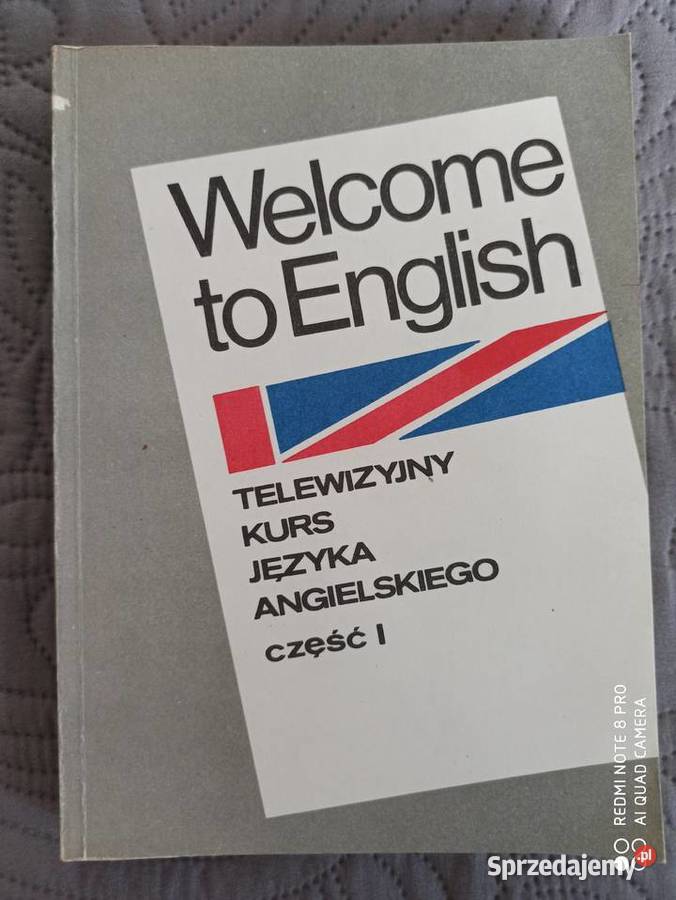 Welcome
to English
TELEWIZYJNY
KURS
JĘZYKA
ANGIELSKIEGO
część I
REDMI NOTE 8 PRO
AI QUAD CAMERA
Sprzedajemy
.pl